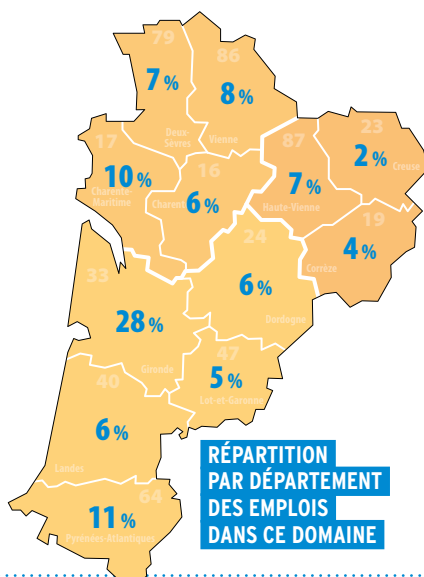 79
7 %
Deux-
Sèvres
86
8 %
Vienne
17
10 %
Charente-
Maritime
16
6 %
Charente
87
7 %
Haute-Vienne
23
2 %
Creuse
19
4 %
Corrèze
24
6 %
Dordogne
33
28 %
Gironde
47
5 %
Lot-et-Garonne
40
6 %
Landes
64
11 %
Pyrénées-Atlantiques
RÉPARTITION
PAR DÉPARTEMENT
DES EMPLOIS
DANS CE DOMAINE